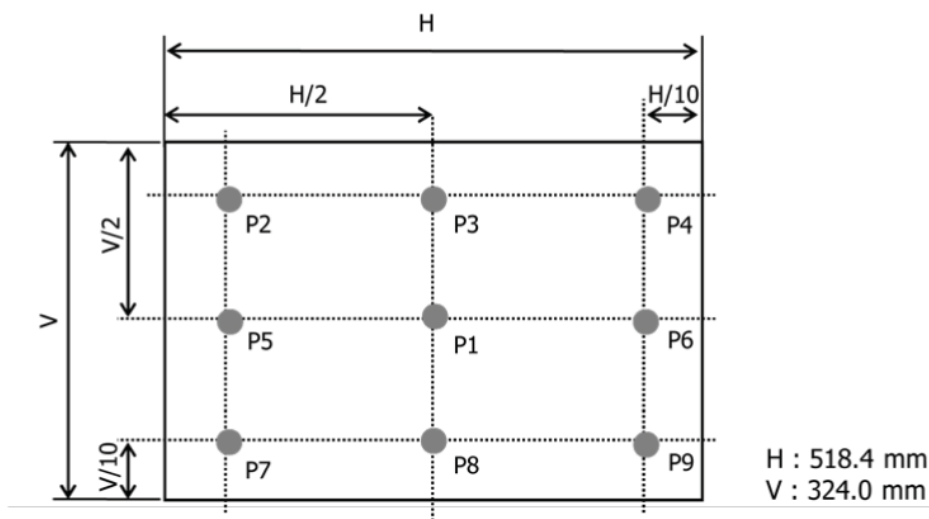 H
H/2
H/10
V
V/2
P2
P3
P4
P5
P1
P6
V/10
P7
P8
P9
H : 518.4 mm
V : 324.0 mm